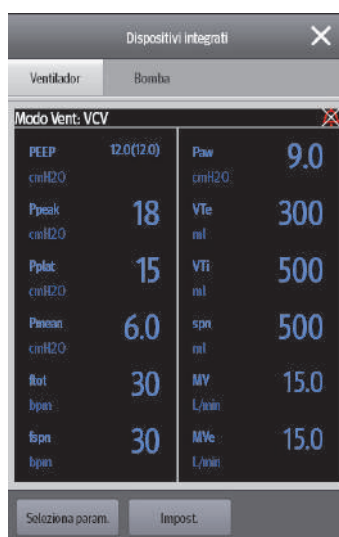 Dispositivi integrati
Ventilador Bomba
Modo Vent: VCV
PEEP 12.0(12.0) Paw 9.0
cmH2O cmH2O
Ppeak 18 VTe 300
cmH2O ml
Pplat 15 VTi 500
cmH2O ml
Pmean 6.0 spn 500
cmH2O ml
ftot 30 MV 15.0
bpm L/min
fspn 30 MVe 15.0
bpm L/min
Seleziona param. Impost.